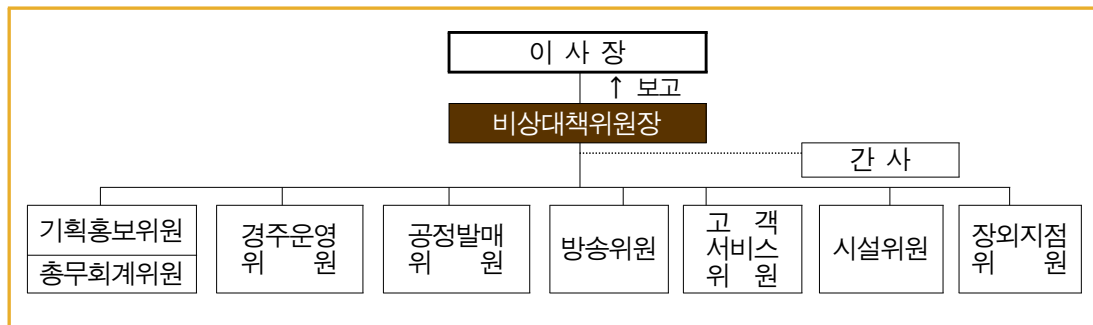 이 사 장
↑ 보고
비상대책위원장
간 사
기획홍보위원
총무회계위원
경주운영
위 원
공정발매
위 원
방송위원
고 객
서비스
위 원
시설위원
장외지점
위 원